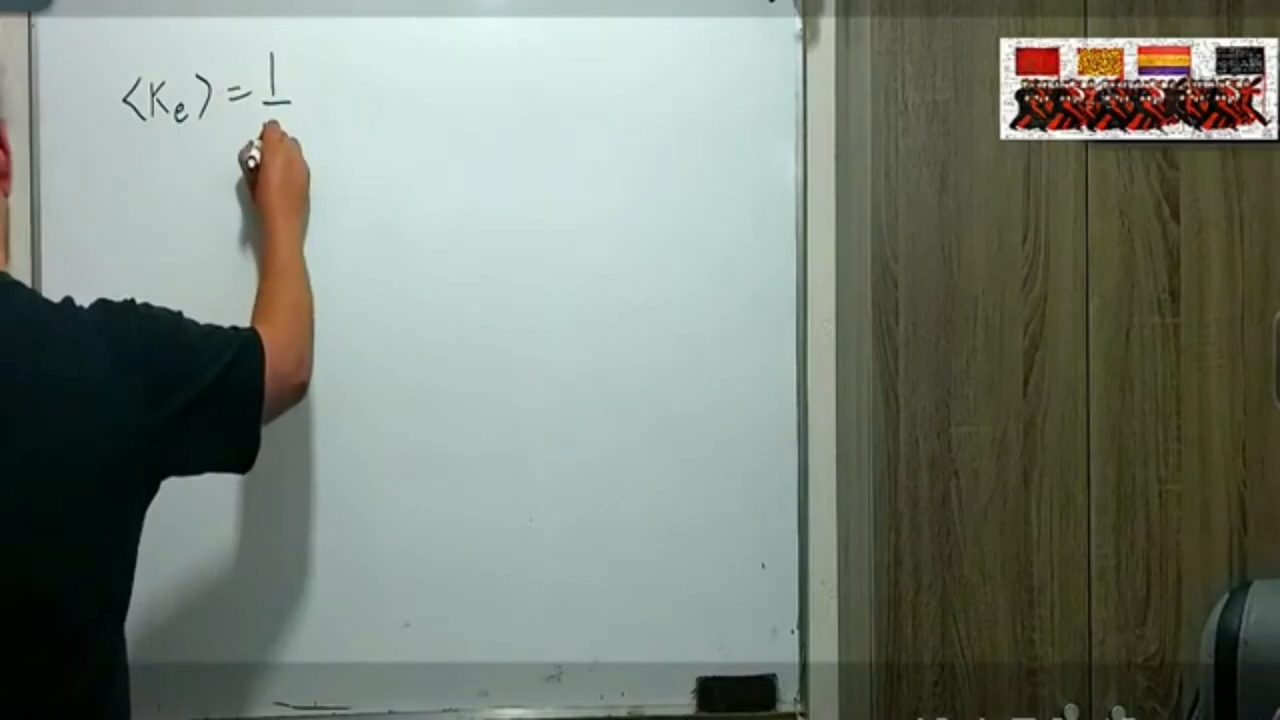 ⟨Ke⟩ = 1